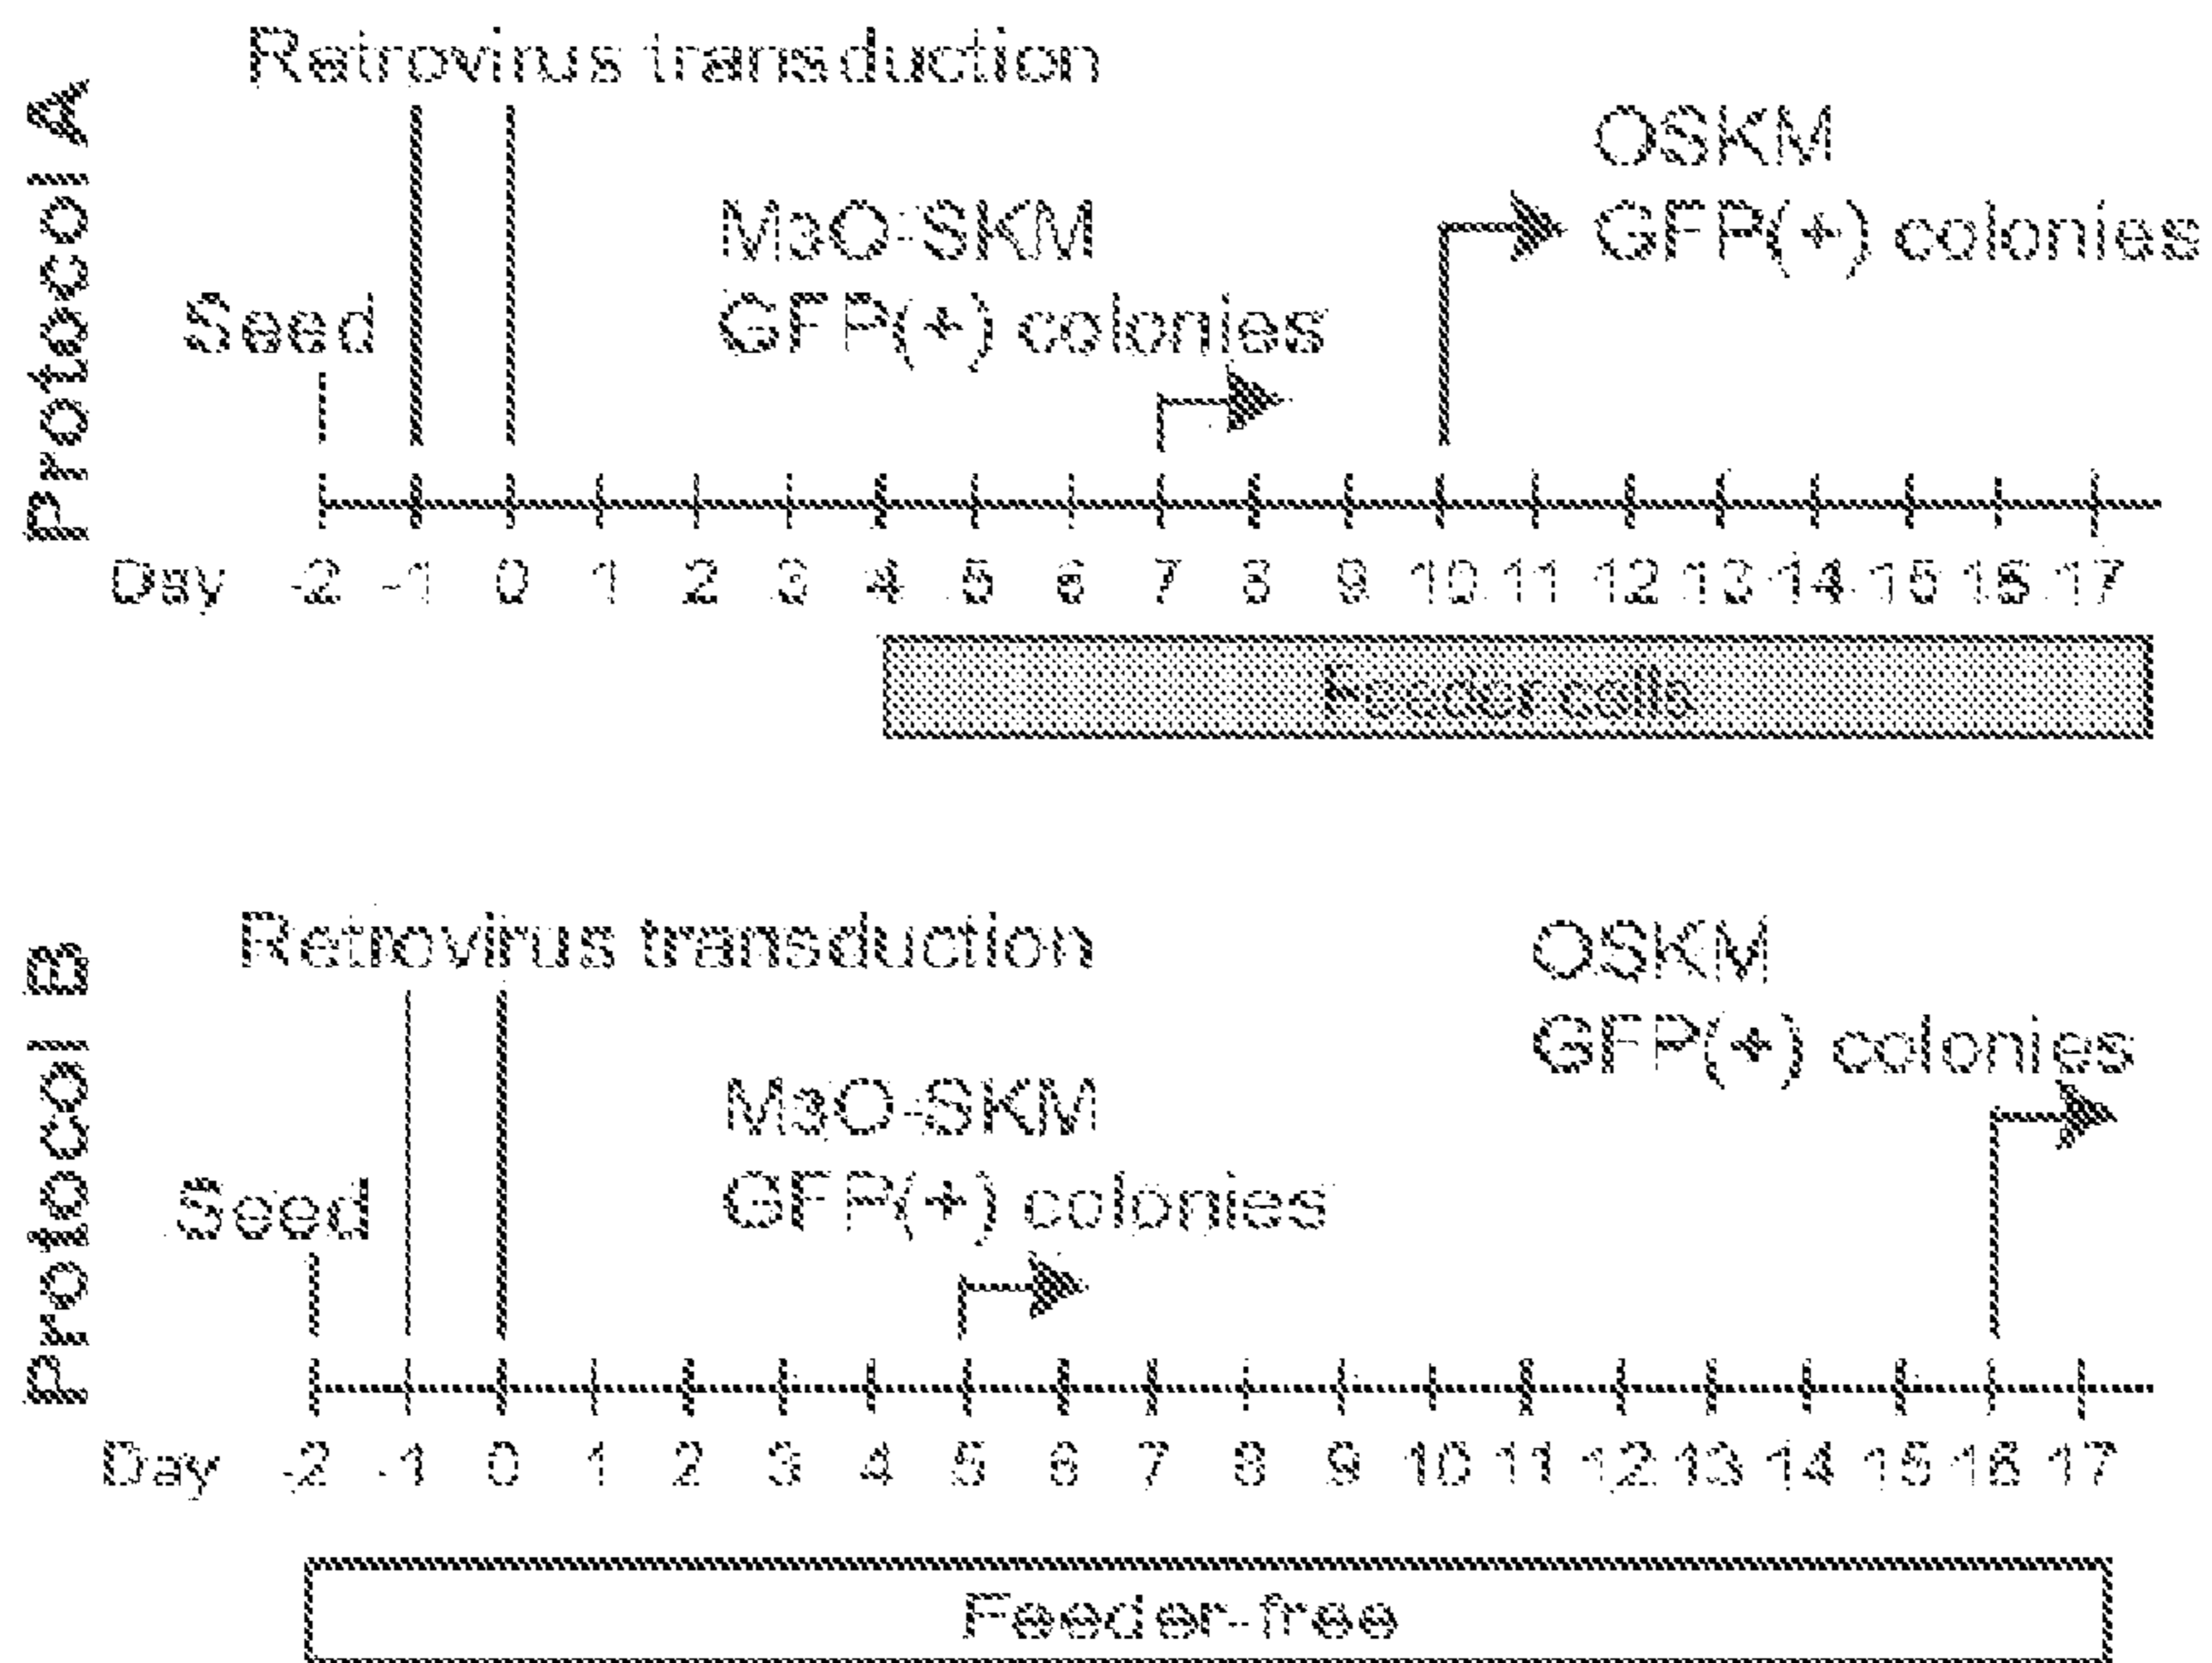 Protocol A
Retrovirus transduction
OSKM
GFP(+) colonies
M3O-SKM
GFP(+) colonies
Seed
Day -2 -1 0 1 2 3 4 5 6 7 8 9 10 11 12 13 14 15 16 17
Feeder cells
Protocol B
Retrovirus transduction
OSKM
GFP(+) colonies
M3O-SKM
GFP(+) colonies
Seed
Day -2 -1 0 1 2 3 4 5 6 7 8 9 10 11 12 13 14 15 16 17
Feeder-free